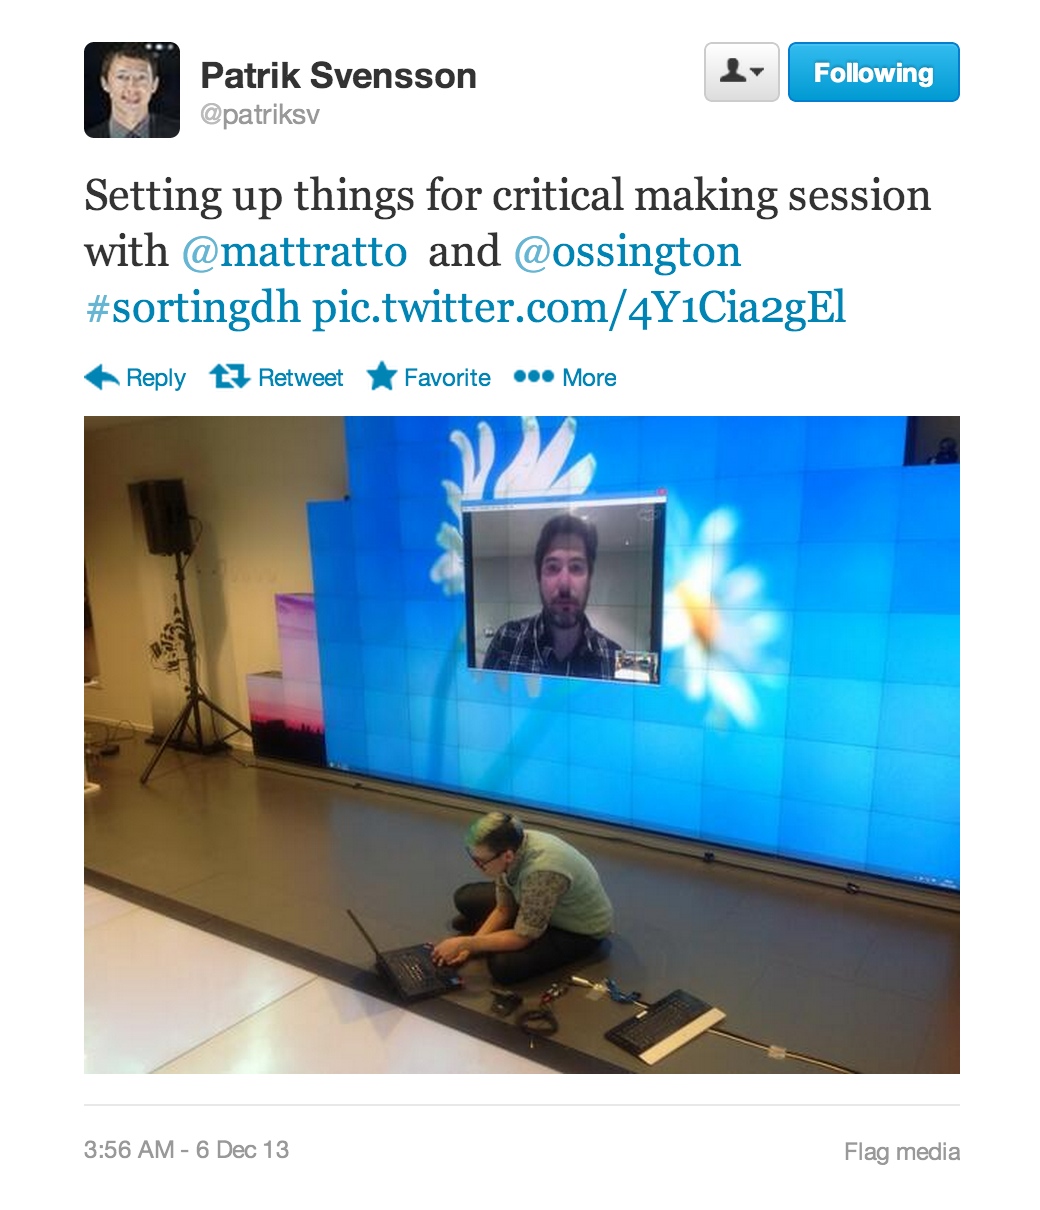 Patrik Svensson
@patriksv
Following
Setting up things for critical making session
with @mattratto and @ossington
#sortingdh pic.twitter.com/4Y1Cia2gEl
Reply Retweet Favorite More
3:56 AM - 6 Dec 13
Flag media